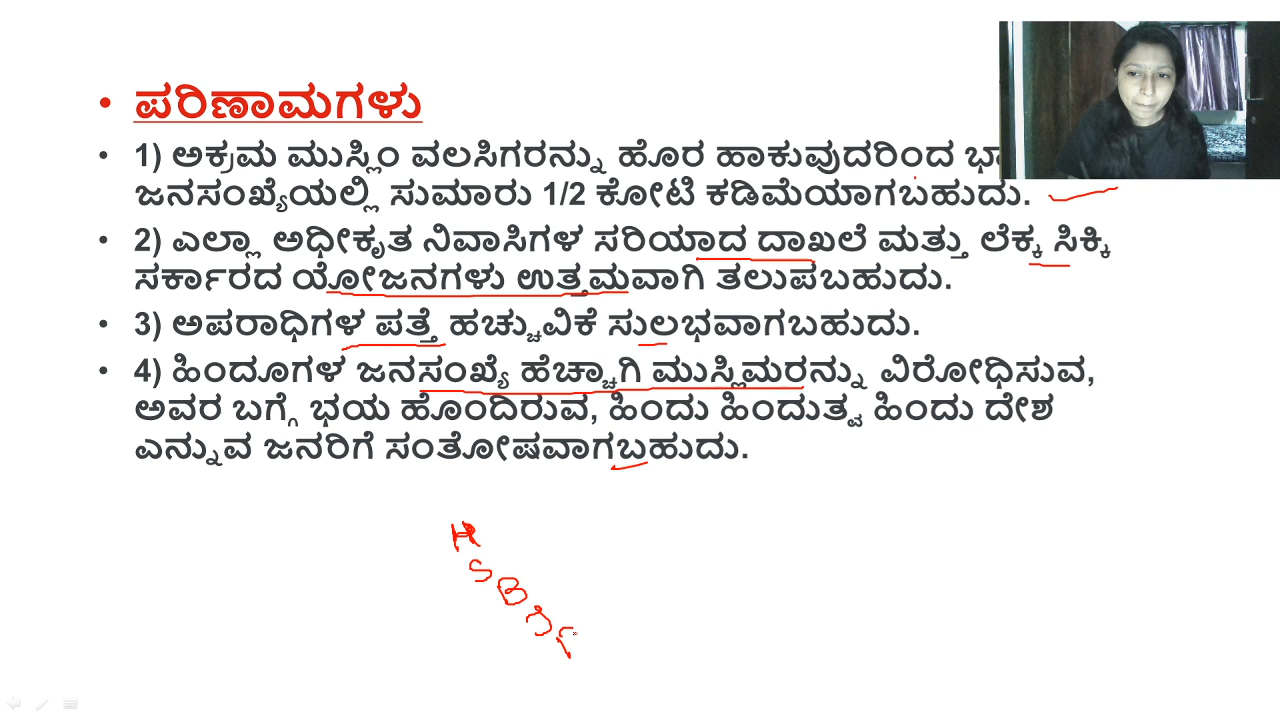 • ಪರಿಣಾಮಗಳು
• 1) ಅಕ್ರಮ ಮುಸ್ಲಿಂ ವಲಸಿಗರನ್ನು ಹೊರ ಹಾಕುವುದರಿಂದ
ಜನಸಂಖ್ಯೆಯಲ್ಲಿ ಸುಮಾರು 1/2 ಕೋಟಿ ಕಡಿಮೆಯಾಗಬಹುದು.
• 2) ಎಲ್ಲಾ ಅಧೀಕೃತ ನಿವಾಸಿಗಳ ಸರಿಯಾದ ದಾಖಲೆ ಮತ್ತು ಲೆಕ್ಕ ಸಿಕ್ಕಿ
ಸರ್ಕಾರದ ಯೋಜನಗಳು ಉತ್ತಮವಾಗಿ ತಲುಪಬಹುದು.
• 3) ಅಪರಾಧಿಗಳ ಪತ್ತೆ ಹಚ್ಚುವಿಕೆ ಸುಲಭವಾಗಬಹುದು.
• 4) ಹಿಂದೂಗಳ ಜನಸಂಖ್ಯೆ ಹೆಚ್ಚಾಗಿ ಮುಸ್ಲಿಮರನ್ನು ವಿರೋಧಿಸುವ,
ಅವರ ಬಗ್ಗೆ ಭಯ ಹೊಂದಿರುವ, ಹಿಂದು ಹಿಂದುತ್ವ ಹಿಂದು ದೇಶ
ಎನ್ನುವ ಜನರಿಗೆ ಸಂತೋಷವಾಗಬಹುದು.